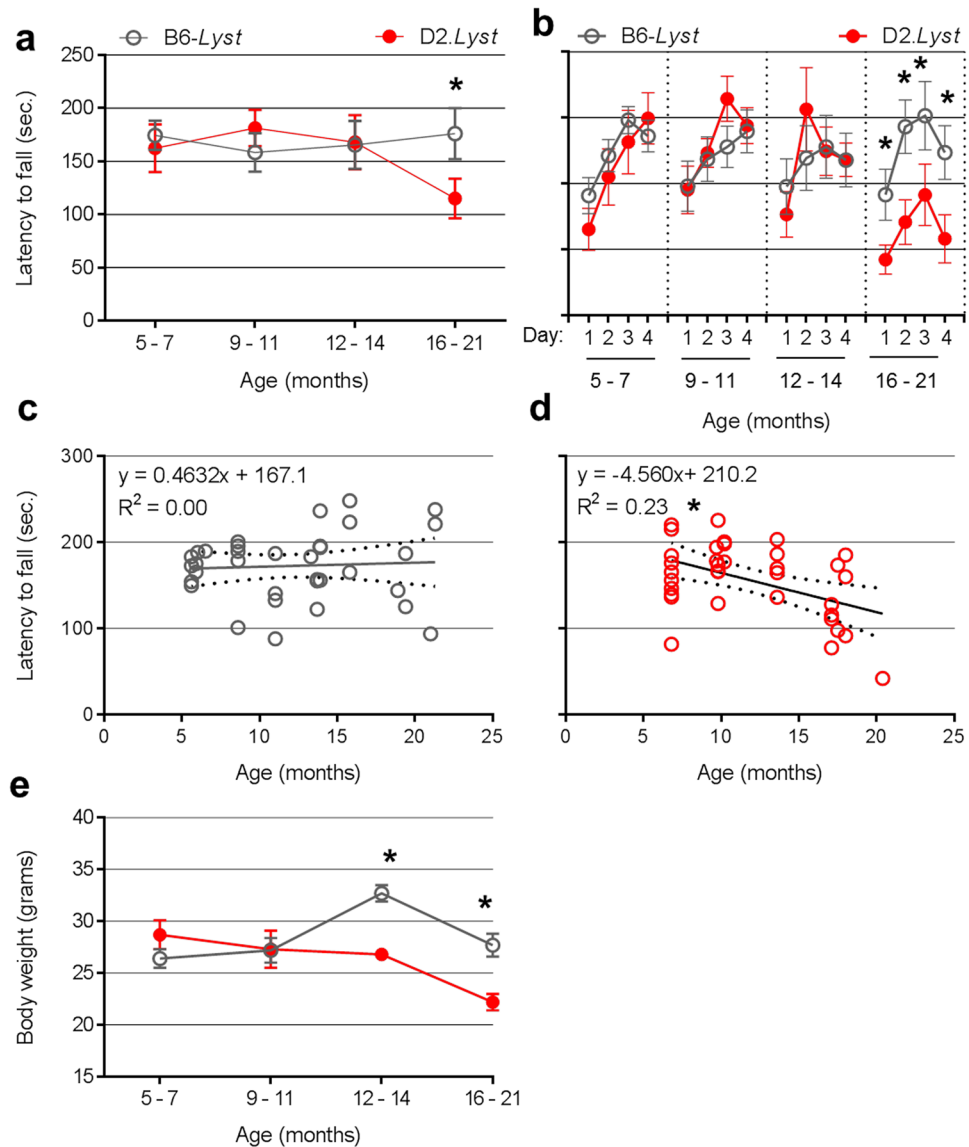 a
B6-Lyst
D2.Lyst
Latency to fall (sec.)
250
200
150
100
50
0
*
5 - 7
9 - 11
12 - 14
16 - 21
Age (months)
b
B6-Lyst
D2.Lyst
* * * *
Day: 1 2 3 4 1 2 3 4 1 2 3 4 1 2 3 4
5 - 7
9 - 11
12 - 14
16 - 21
Age (months)
c
Latency to fall (sec.)
300
200
100
0
y = 0.4632x + 167.1
R² = 0.00
0 5 10 15 20 25
Age (months)
d
y = -4.560x+ 210.2
R² = 0.23 *
0 5 10 15 20 25
Age (months)
e
Body weight (grams)
40
35
30
25
20
15
* *
5 - 7
9 - 11
12 - 14
16 - 21
Age (months)